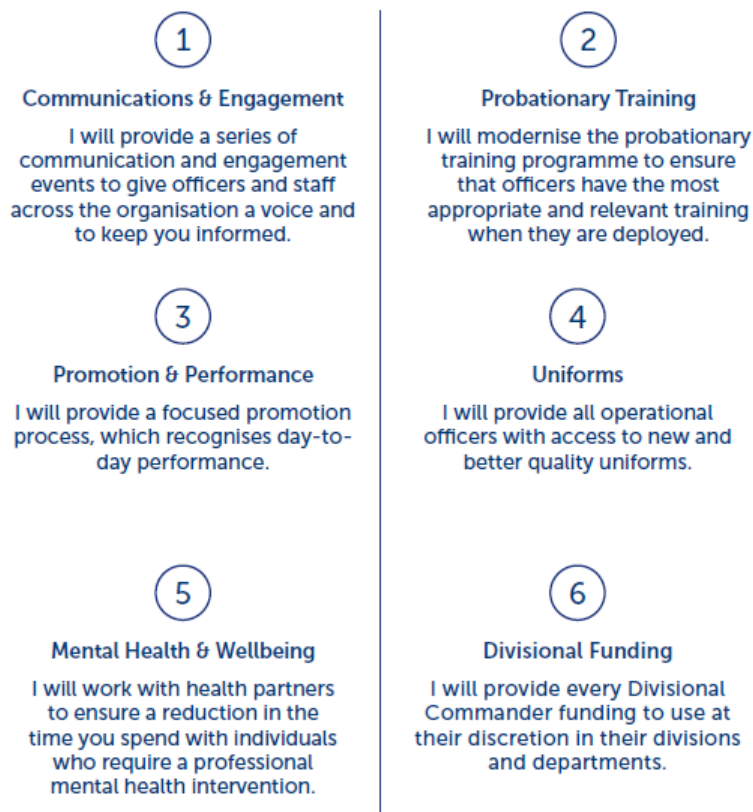 1
Communications & Engagement
I will provide a series of
communication and engagement
events to give officers and staff
across the organisation a voice and
to keep you informed.
2
Probationary Training
I will modernise the probationary
training programme to ensure
that officers have the most
appropriate and relevant training
when they are deployed.
3
Promotion & Performance
I will provide a focused promotion
process, which recognises day-to-
day performance.
4
Uniforms
I will provide all operational
officers with access to new and
better quality uniforms.
5
Mental Health & Wellbeing
I will work with health partners
to ensure a reduction in the
time you spend with individuals
who require a professional
mental health intervention.
6
Divisional Funding
I will provide every Divisional
Commander funding to use at
their discretion in their divisions
and departments.